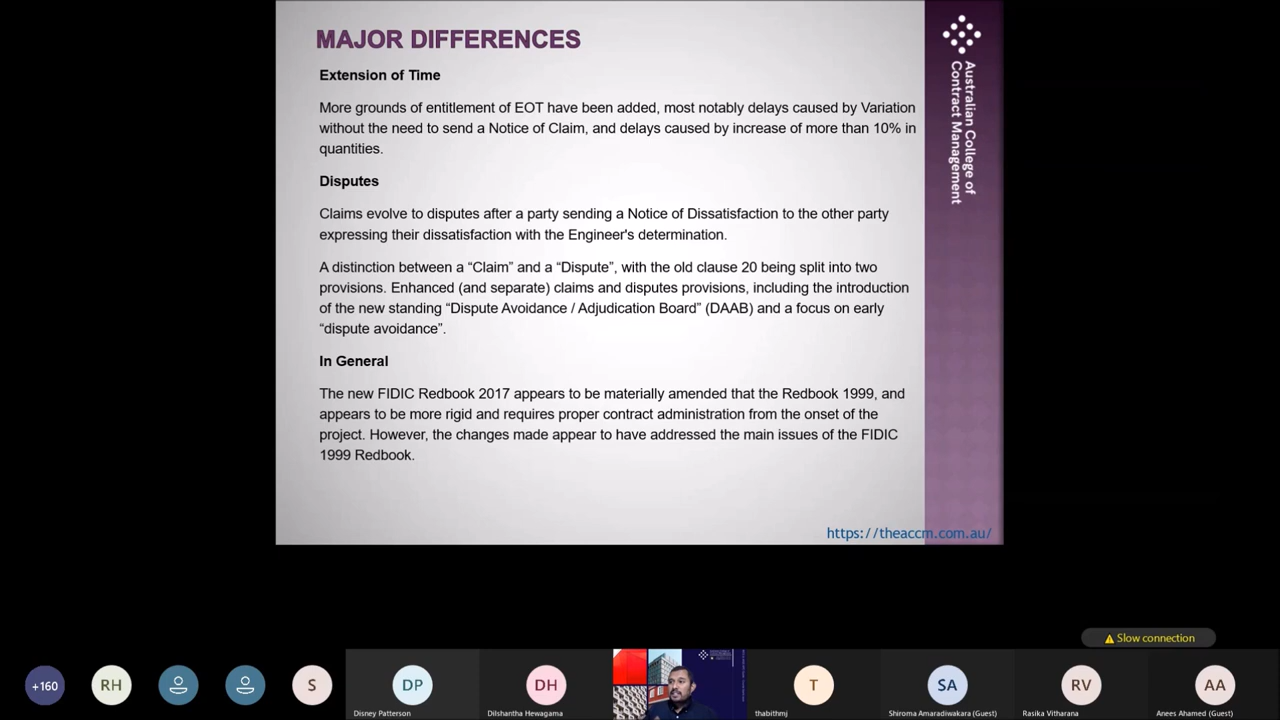 MAJOR DIFFERENCES
Extension of Time
More grounds of entitlement of EOT have been added, most notably delays caused by Variation
without the need to send a Notice of Claim, and delays caused by increase of more than 10% in
quantities.
Disputes
Claims evolve to disputes after a party sending a Notice of Dissatisfaction to the other party
expressing their dissatisfaction with the Engineer's determination.
A distinction between a “Claim” and a “Dispute”, with the old clause 20 being split into two
provisions. Enhanced (and separate) claims and disputes provisions, including the introduction
of the new standing “Dispute Avoidance / Adjudication Board” (DAAB) and a focus on early
“dispute avoidance”.
In General
The new FIDIC Redbook 2017 appears to be materially amended that the Redbook 1999, and
appears to be more rigid and requires proper contract administration from the onset of the
project. However, the changes made appear to have addressed the main issues of the FIDIC
1999 Redbook.
Australian College of
Contract Management
https://theaccm.com.au/
Slow connection
+160
RH
S
DP
DH
T
SA
RV
AA
Disney Patterson
Dilshantha Hewagama
thabithmj
Shiroma Amaradiwakara (Guest)
Rasika Vitharana
Anees Ahamed (Guest)